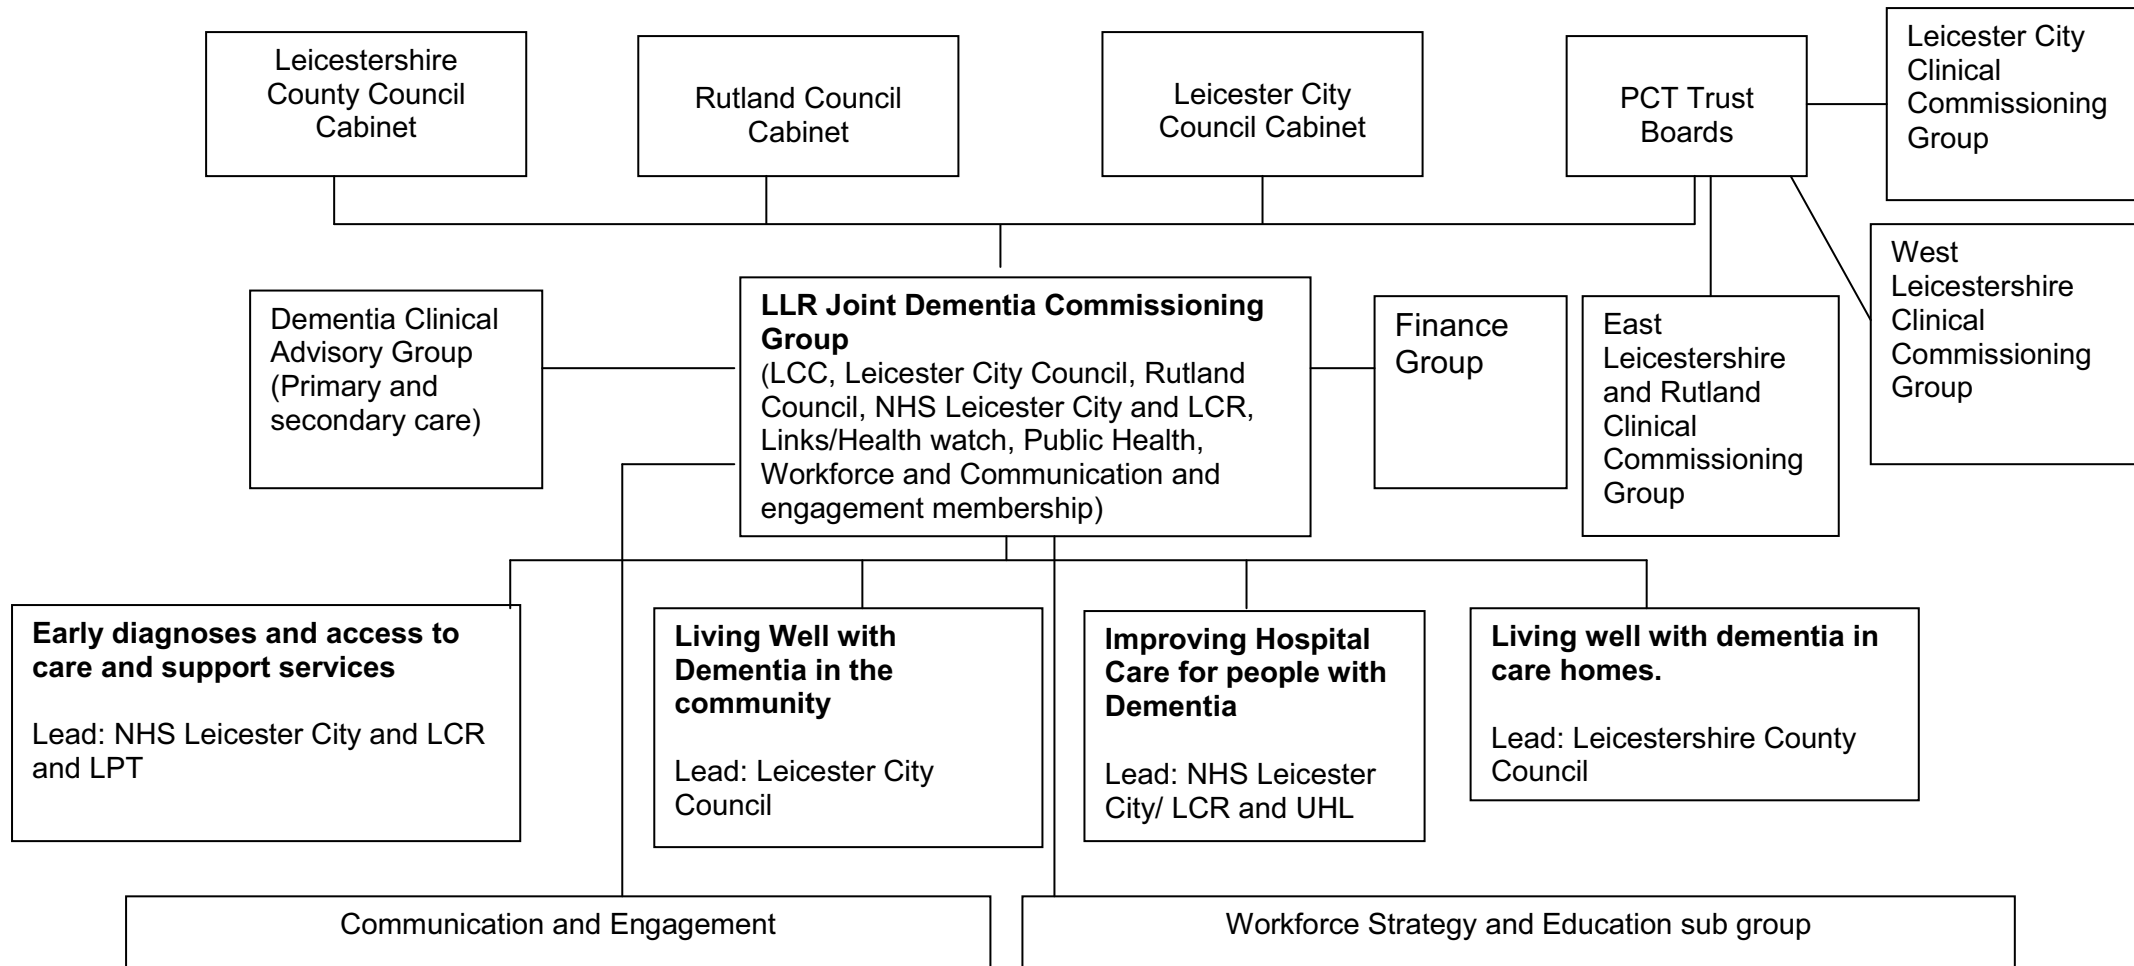 Leicestershire
County Council
Cabinet
Rutland Council
Cabinet
Leicester City
Council Cabinet
PCT Trust
Boards
Leicester City
Clinical
Commissioning
Group
Dementia Clinical
Advisory Group
(Primary and
secondary care)
LLR Joint Dementia Commissioning
Group
(LCC, Leicester City Council, Rutland
Council, NHS Leicester City and LCR,
Links/Health watch, Public Health,
Workforce and Communication and
engagement membership)
Finance
Group
East
Leicestershire
and Rutland
Clinical
Commissioning
Group
West
Leicestershire
Clinical
Commissioning
Group
Early diagnoses and access to
care and support services
Lead: NHS Leicester City and LCR
and LPT
Living Well with
Dementia in the
community
Lead: Leicester City
Council
Improving Hospital
Care for people with
Dementia
Lead: NHS Leicester
City/ LCR and UHL
Living well with dementia in
care homes.
Lead: Leicestershire County
Council
Communication and Engagement
Workforce Strategy and Education sub group